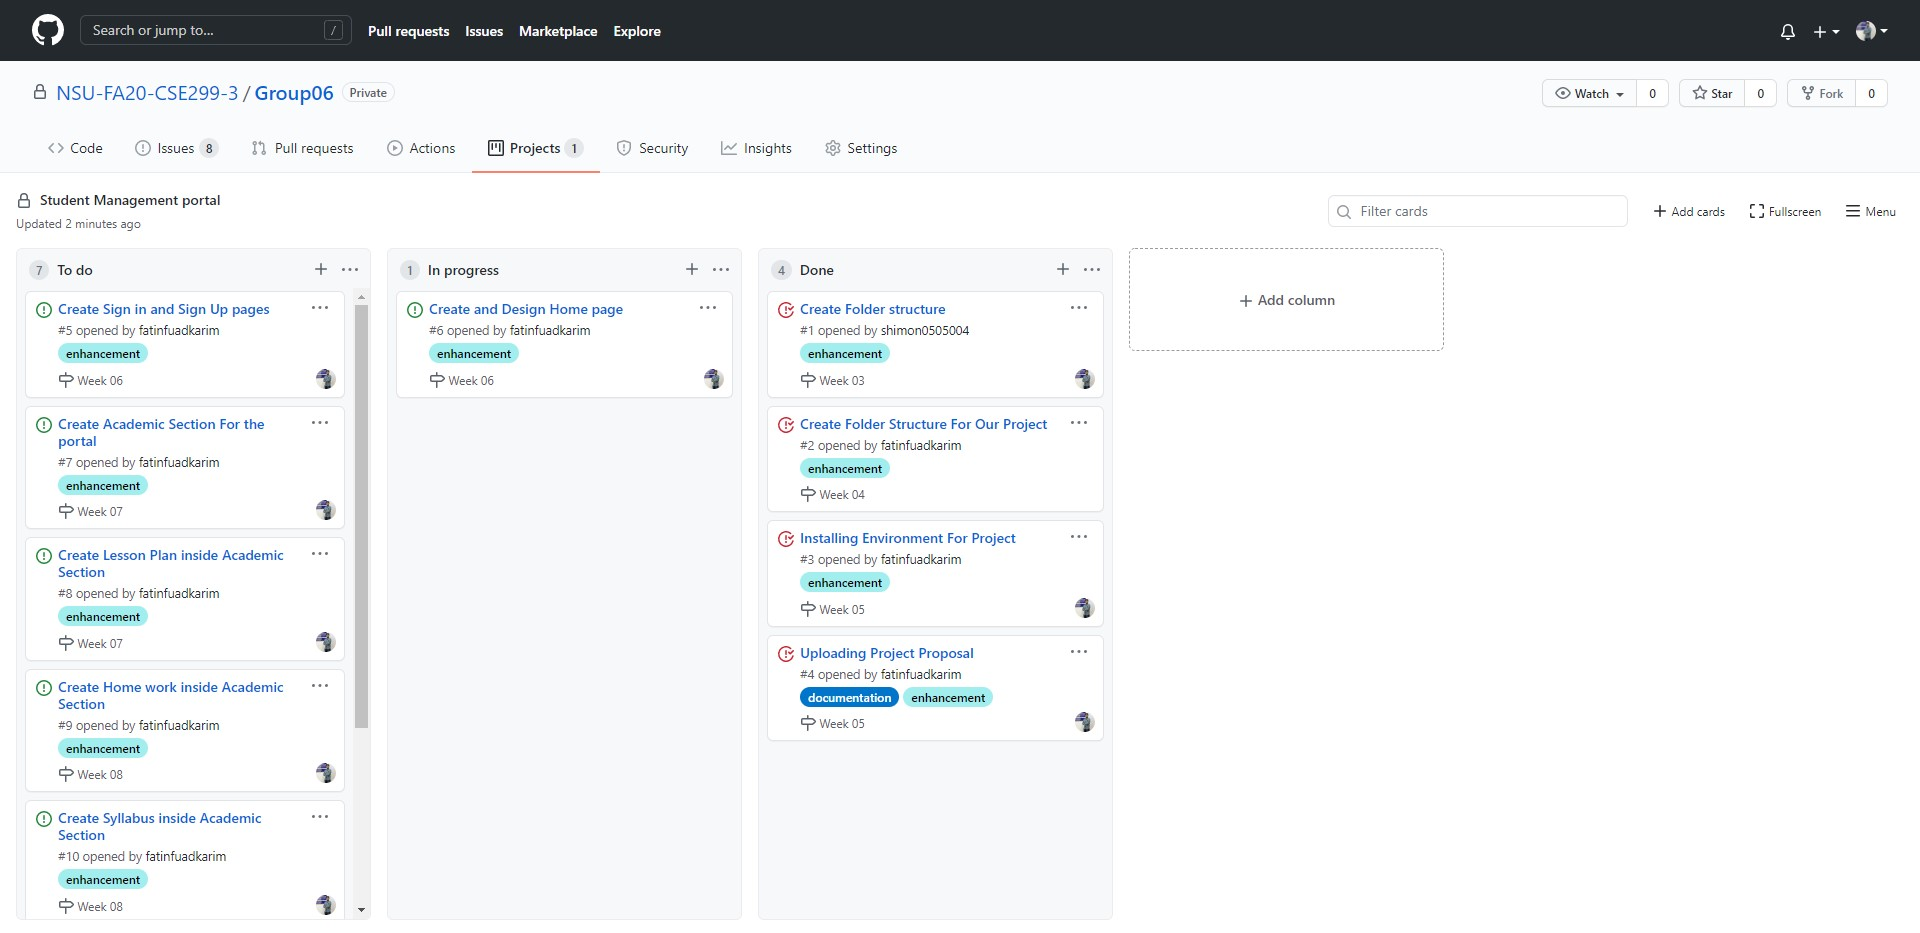 Search or jump to... /
Pull requests Issues Marketplace Explore
NSU-FA20-CSE299-3 / Group06 Private
Watch 0 Star 0 Fork 0
Code Issues 8 Pull requests Actions Projects 1 Security Insights Settings
Student Management portal
Updated 2 minutes ago
Filter cards Add cards Fullscreen Menu
7 To do
Create Sign in and Sign Up pages
#5 opened by fatinfuadkarim
enhancement
Week 06
Create Academic Section For the
portal
#7 opened by fatinfuadkarim
enhancement
Week 07
Create Lesson Plan inside Academic
Section
#8 opened by fatinfuadkarim
enhancement
Week 07
Create Home work inside Academic
Section
#9 opened by fatinfuadkarim
enhancement
Week 08
Create Syllabus inside Academic
Section
#10 opened by fatinfuadkarim
enhancement
Week 08
1 In progress
Create and Design Home page
#6 opened by fatinfuadkarim
enhancement
Week 06
4 Done
Create Folder structure
#1 opened by shimon0505004
enhancement
Week 03
Create Folder Structure For Our Project
#2 opened by fatinfuadkarim
enhancement
Week 04
Installing Environment For Project
#3 opened by fatinfuadkarim
enhancement
Week 05
Uploading Project Proposal
#4 opened by fatinfuadkarim
documentation enhancement
Week 05
Add column